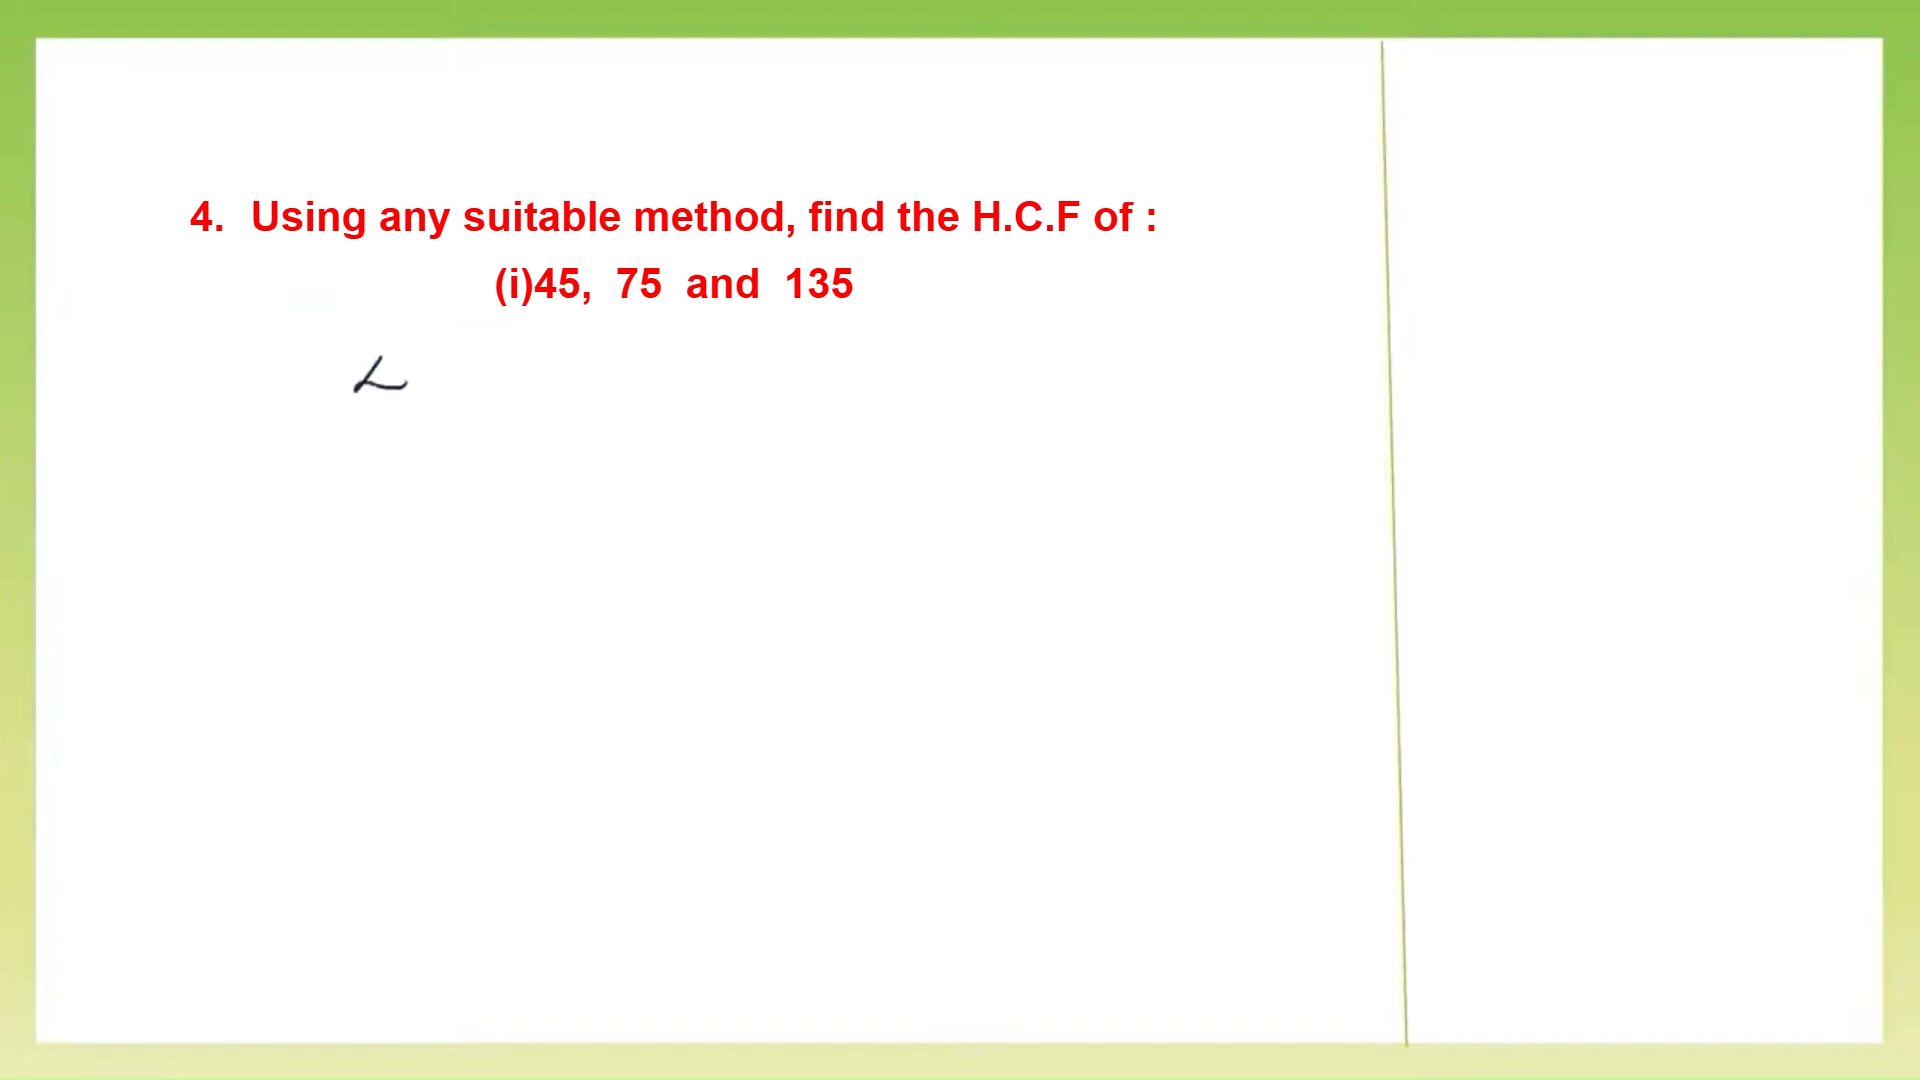 4. Using any suitable method, find the H.C.F of :
(i)45, 75 and 135